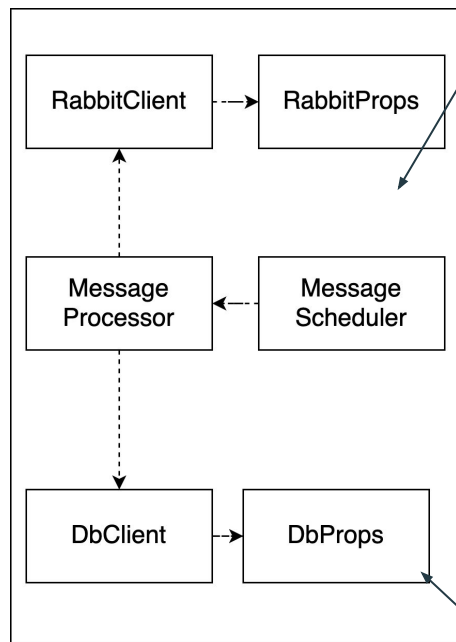 RabbitClient
RabbitProps
Message
Processor
Message
Scheduler
DbClient
DbProps